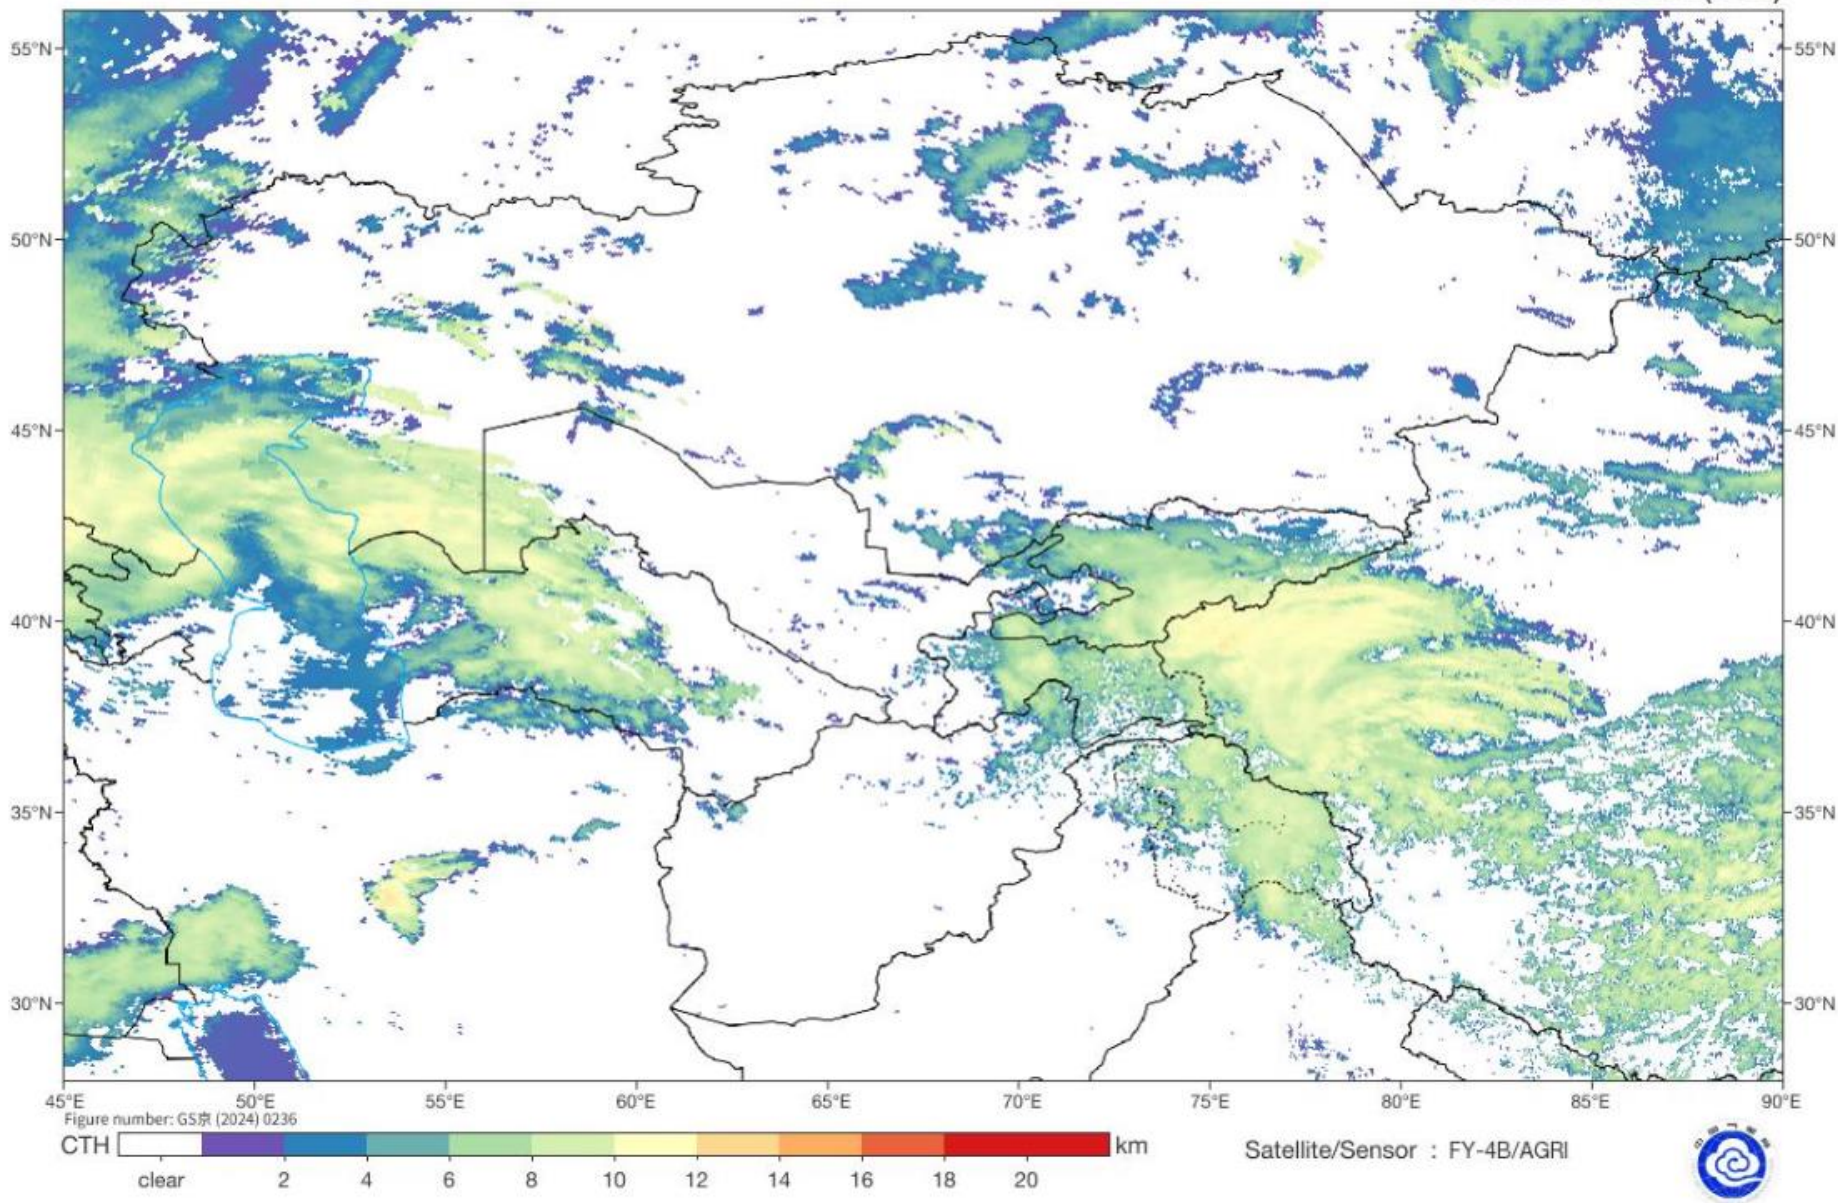 55°N 55°N
50°N 50°N
45°N 45°N
40°N 40°N
35°N 35°N
30°N 30°N
45°E 50°E 55°E 60°E 65°E 70°E 75°E 80°E 85°E 90°E
Figure number: GS京 (2024) 0236
CTH km Satellite/Sensor : FY-4B/AGRI
clear 2 4 6 8 10 12 14 16 18 20